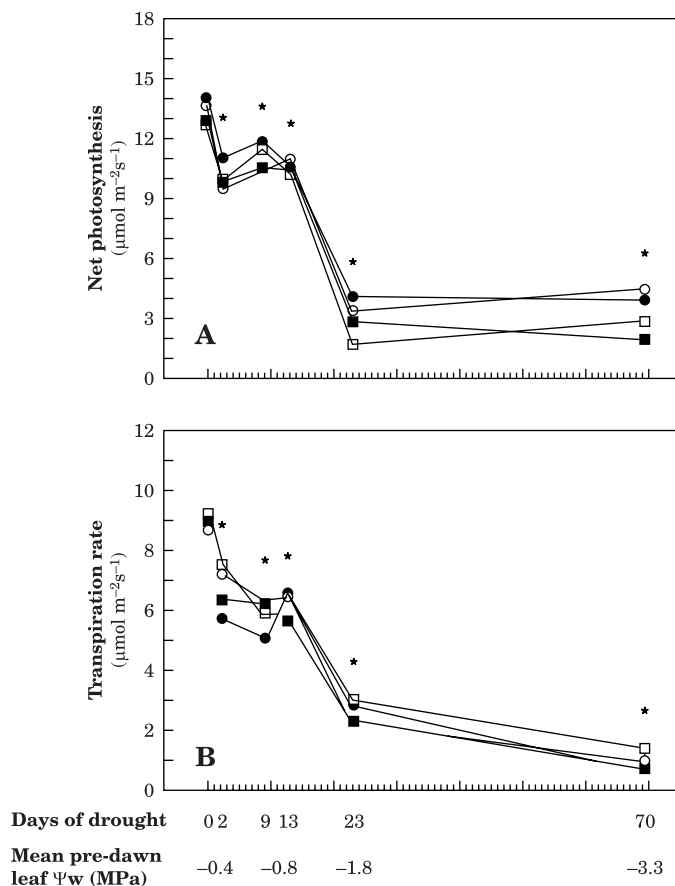 18
15
12
9
6
3
0
Net photosynthesis
(μmol m⁻²s⁻¹)
A
12
10
8
6
4
2
0
Transpiration rate
(μmol m⁻²s⁻¹)
B
Days of drought 0 2 9 13 23 70
Mean pre-dawn
leaf Ψw (MPa) −0.4 −0.8 −1.8 −3.3